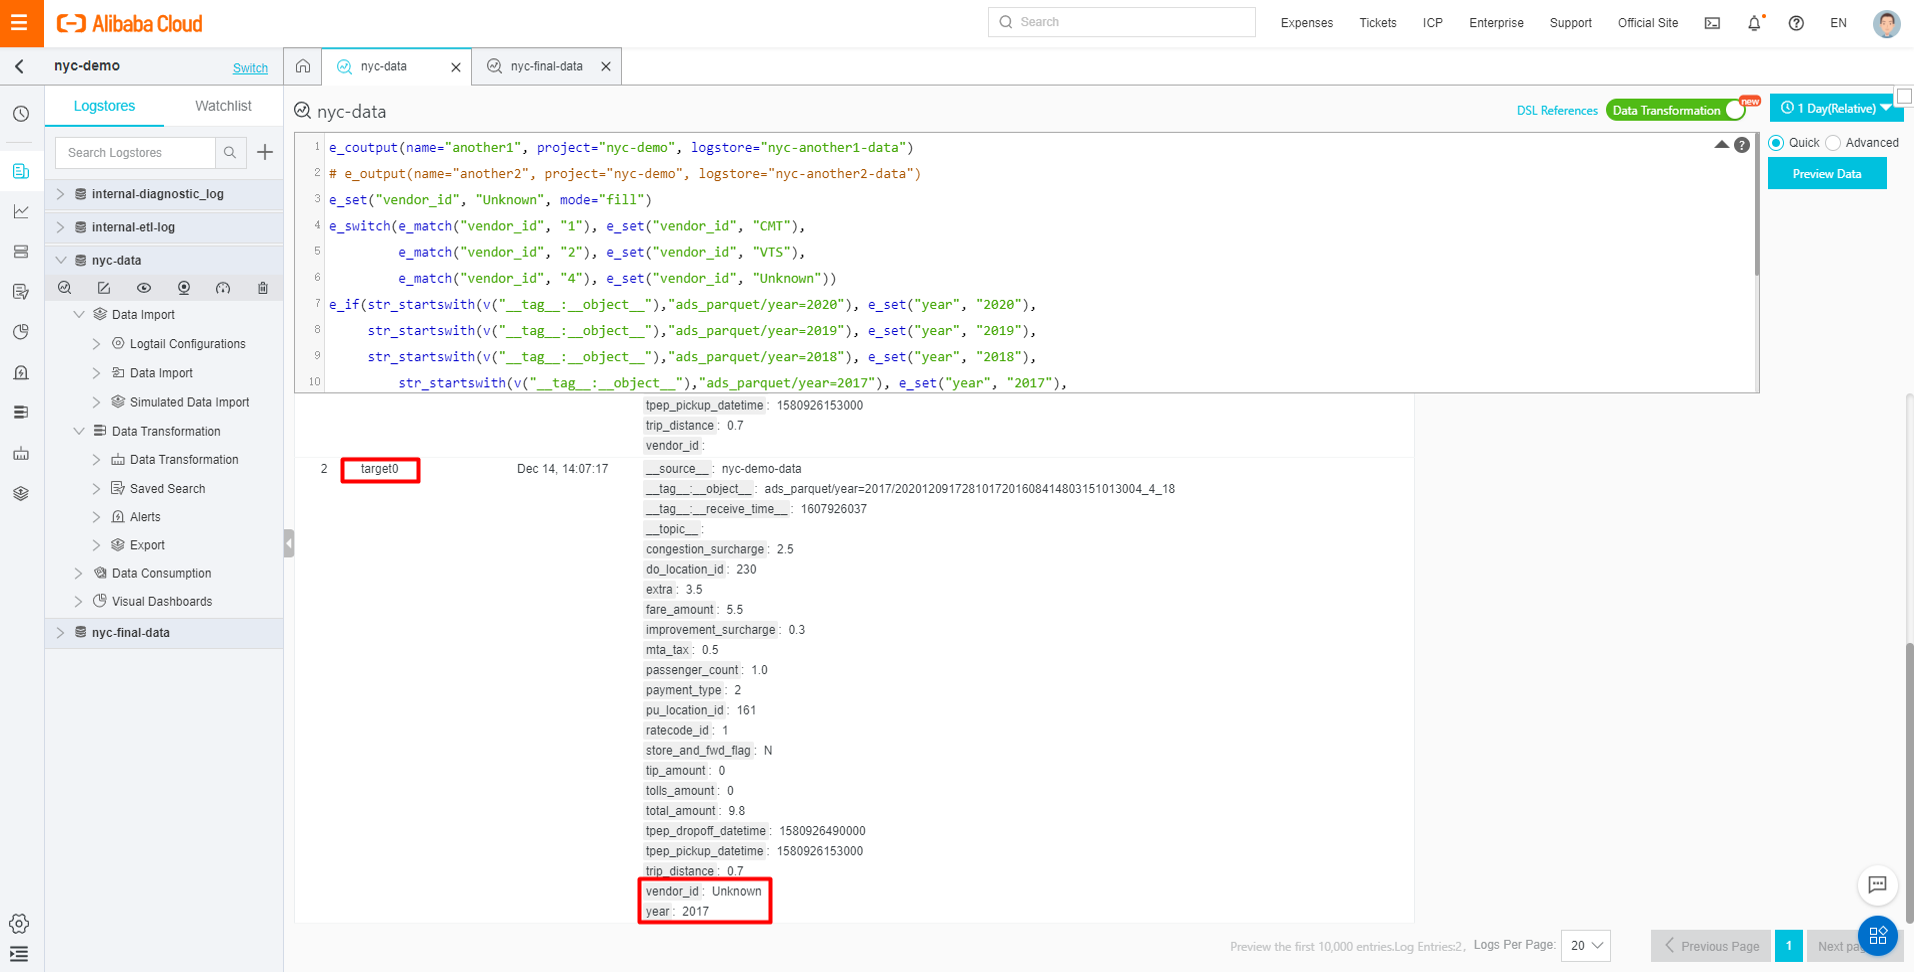 Alibaba Cloud
Search
Expenses
Tickets
ICP
Enterprise
Support
Official Site
EN
nyc-demo
Switch
nyc-data
nyc-final-data
Logstores
Watchlist
Search Logstores
internal-diagnostic_log
internal-etl-log
nyc-data
Data Import
Logtail Configurations
Data Import
Simulated Data Import
Data Transformation
Data Transformation
Saved Search
Alerts
Export
Data Consumption
Visual Dashboards
nyc-final-data
nyc-data
DSL References
Data Transformation
new
1 Day(Relative)
Quick
Advanced
Preview Data
1 e_coutput(name="another1", project="nyc-demo", logstore="nyc-another1-data")
2 # e_output(name="another2", project="nyc-demo", logstore="nyc-another2-data")
3 e_set("vendor_id", "Unknown", mode="fill")
4 e_switch(e_match("vendor_id", "1"), e_set("vendor_id", "CMT"),
5 e_match("vendor_id", "2"), e_set("vendor_id", "VTS"),
6 e_match("vendor_id", "4"), e_set("vendor_id", "Unknown"))
7 e_if(str_startswith(v("__tag__:__object__"),"ads_parquet/year=2020"), e_set("year", "2020"),
8 str_startswith(v("__tag__:__object__"),"ads_parquet/year=2019"), e_set("year", "2019"),
9 str_startswith(v("__tag__:__object__"),"ads_parquet/year=2018"), e_set("year", "2018"),
10 str_startswith(v("__tag__:__object__"),"ads_parquet/year=2017"), e_set("year", "2017"),
tpep_pickup_datetime : 1580926153000
trip_distance : 0.7
vendor_id :
2 target0 Dec 14, 14:07:17 __source__ : nyc-demo-data
__tag__:__object__ : ads_parquet/year=2017/2020120917281017201608414803151013004_4_18
__tag__:__receive_time__ : 1607926037
__topic__ :
congestion_surcharge : 2.5
do_location_id : 230
extra : 3.5
fare_amount : 5.5
improvement_surcharge : 0.3
mta_tax : 0.5
passenger_count : 1.0
payment_type : 2
pu_location_id : 161
ratecode_id : 1
store_and_fwd_flag : N
tip_amount : 0
tolls_amount : 0
total_amount : 9.8
tpep_dropoff_datetime : 1580926490000
tpep_pickup_datetime : 1580926153000
trip_distance : 0.7
vendor_id : Unknown
year : 2017
Preview the first 10,000 entries.Log Entries:2,
Logs Per Page:
20
Previous Page
1
Next